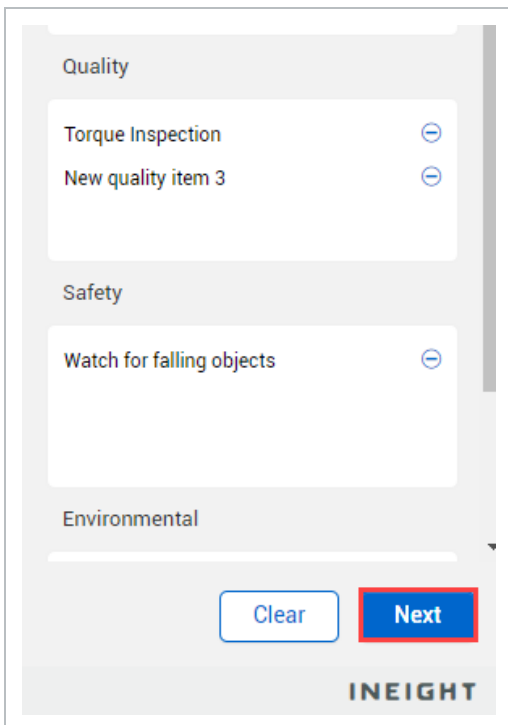 Quality
Torque Inspection
New quality item 3
Safety
Watch for falling objects
Environmental
Clear Next
INEIGHT